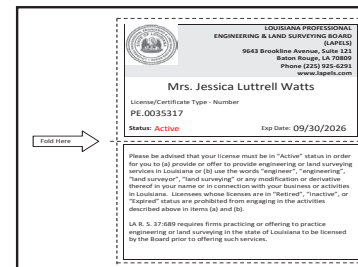 LOUISIANA PROFESSIONAL
ENGINEERING & LAND SURVEYING BOARD
(LAPELS)
9643 Brookline Avenue, Suite 121
Baton Rouge, LA 70809
Phone (225) 925-6291
www.lapels.com
Mrs. Jessica Luttrell Watts
License/Certificate Type - Number
PE.0035317
Status: Active Exp Date: 09/30/2026
Fold Here
Please be advised that your license must be in "Active" status in order
for you to (a) provide or offer to provide engineering or land surveying
services in Louisiana or (b) use the words "engineer", "engineering",
"land surveyor", "land surveying" or any modification or derivative
thereof in your name or in connection with your business or activities
in Louisiana. Licensees whose licenses are in "Retired", "Inactive", or
"Expired" status are prohibited from engaging in the activities
described above in items (a) and (b).
LA R. S. 37:689 requires firms practicing or offering to practice
engineering or land surveying in the state of Louisiana to be licensed
by the Board prior to offering such services.